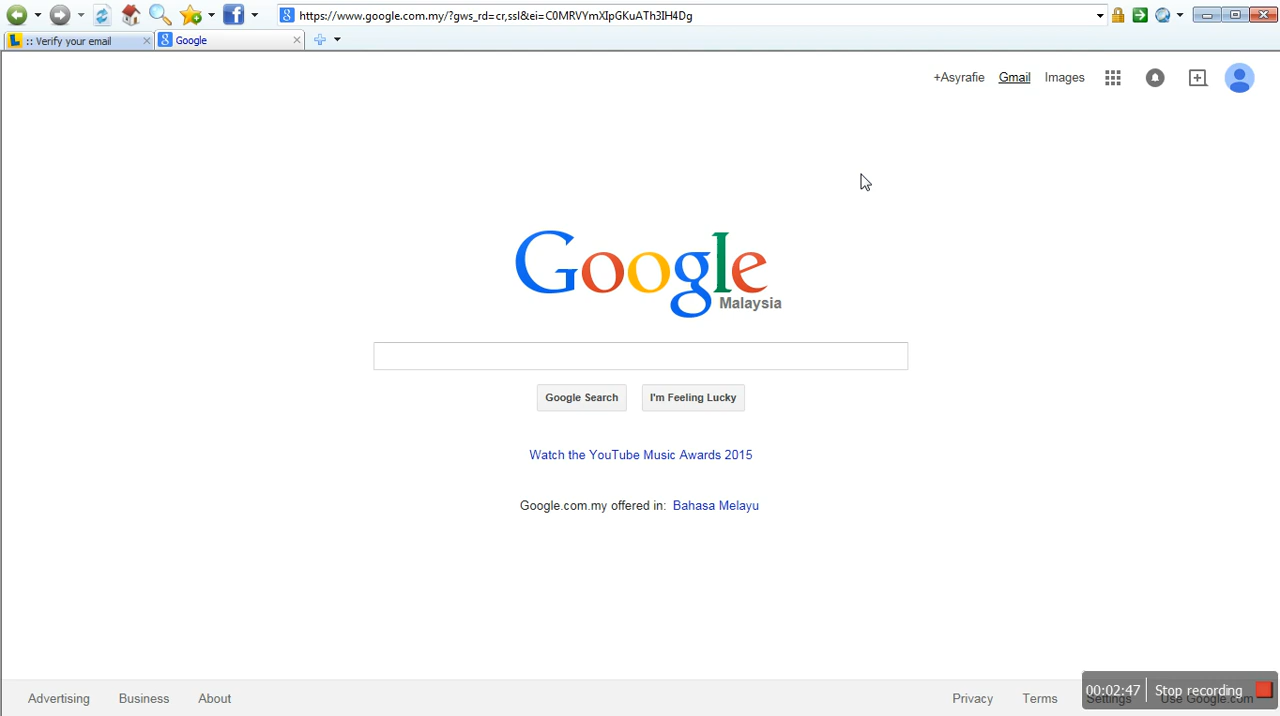 https://www.google.com.my/?gws_rd=cr,ssl&ei=C0MRVYmXIpGKuATh3IH4Dg
:: Verify your email
Google
+Asyrafie Gmail Images
Google
Malaysia
Google Search I'm Feeling Lucky
Watch the YouTube Music Awards 2015
Google.com.my offered in: Bahasa Melayu
Advertising Business About Privacy Terms Settings Use Google.com
00:02:47 Stop recording